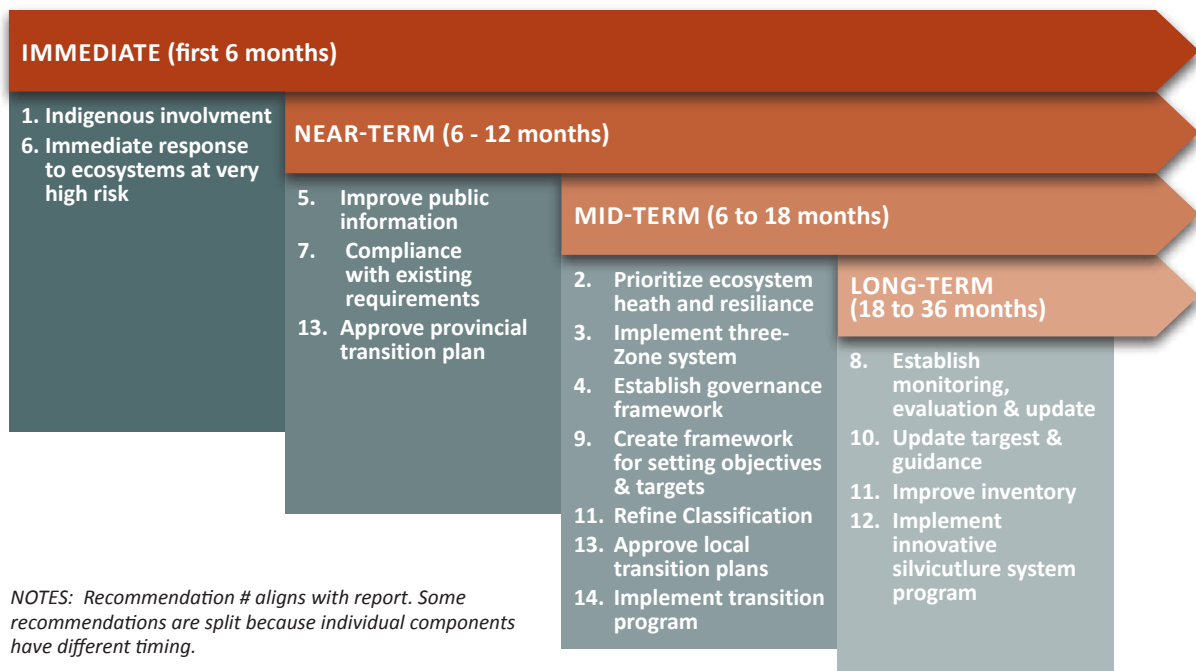 IMMEDIATE (first 6 months)
1. Indigenous involvment
6. Immediate response
to ecosystems at very
high risk
NEAR-TERM (6 - 12 months)
5. Improve public
information
7. Compliance
with existing
requirements
13. Approve provincial
transition plan
MID-TERM (6 to 18 months)
2. Prioritize ecosystem
heath and resiliance
3. Implement three-
Zone system
4. Establish governance
framework
9. Create framework
for setting objectives
& targets
11. Refine Classification
13. Approve local
transition plans
14. Implement transition
program
LONG-TERM
(18 to 36 months)
8. Establish
monitoring,
evaluation & update
10. Update targest &
guidance
11. Improve inventory
12. Implement
innovative
silvicutlure system
program
NOTES: Recommendation # aligns with report. Some
recommendations are split because individual components
have different timing.